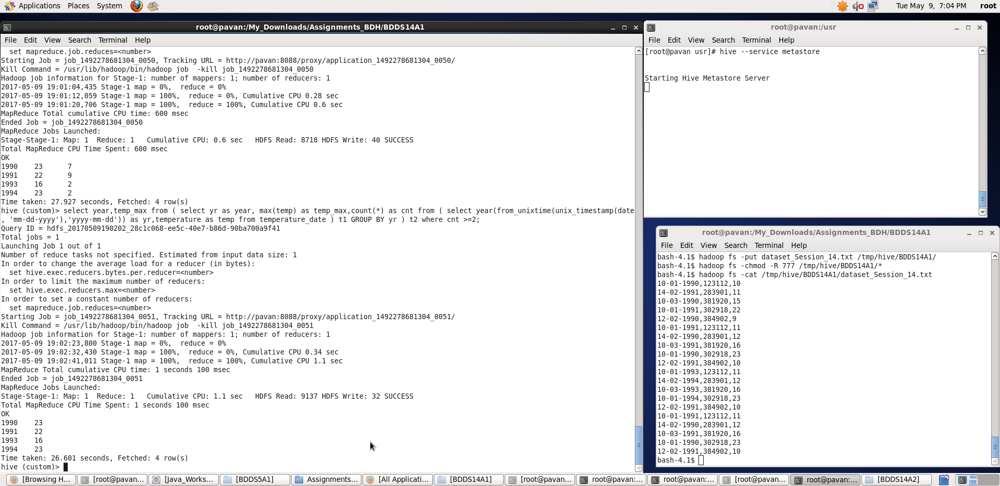 Applications Places System
Tue May 9, 7:04 PM root
root@pavan:/My_Downloads/Assignments_BDH/BDDS14A1
File Edit View Search Terminal Help
  set mapreduce.job.reduces=<number>
Starting Job = job_1492278681304_0050, Tracking URL = http://pavan:8088/proxy/application_1492278681304_0050/
Kill Command = /usr/lib/hadoop/bin/hadoop job  -kill job_1492278681304_0050
Hadoop job information for Stage-1: number of mappers: 1; number of reducers: 1
2017-05-09 19:01:04,435 Stage-1 map = 0%,  reduce = 0%
2017-05-09 19:01:12,059 Stage-1 map = 100%,  reduce = 0%, Cumulative CPU 0.28 sec
2017-05-09 19:01:20,706 Stage-1 map = 100%,  reduce = 100%, Cumulative CPU 0.6 sec
MapReduce Total cumulative CPU time: 600 msec
Ended Job = job_1492278681304_0050
MapReduce Jobs Launched:
Stage-Stage-1: Map: 1  Reduce: 1   Cumulative CPU: 0.6 sec   HDFS Read: 8718 HDFS Write: 40 SUCCESS
Total MapReduce CPU Time Spent: 600 msec
OK
1990    23      7
1991    22      9
1993    16      2
1994    23      2
Time taken: 27.927 seconds, Fetched: 4 row(s)
hive (custom)> select year,temp_max from ( select yr as year, max(temp) as temp_max,count(*) as cnt from ( select year(from_unixtime(unix_timestamp(date
, 'mm-dd-yyyy'),'yyyy-mm-dd')) as yr,temperature as temp from temperature_date ) t1 GROUP BY yr ) t2 where cnt >=2;
Query ID = hdfs_20170509190202_28c1c068-ee5c-40e7-b86d-90ba700a9f41
Total jobs = 1
Launching Job 1 out of 1
Number of reduce tasks not specified. Estimated from input data size: 1
In order to change the average load for a reducer (in bytes):
  set hive.exec.reducers.bytes.per.reducer=<number>
In order to limit the maximum number of reducers:
  set hive.exec.reducers.max=<number>
In order to set a constant number of reducers:
  set mapreduce.job.reduces=<number>
Starting Job = job_1492278681304_0051, Tracking URL = http://pavan:8088/proxy/application_1492278681304_0051/
Kill Command = /usr/lib/hadoop/bin/hadoop job  -kill job_1492278681304_0051
Hadoop job information for Stage-1: number of mappers: 1; number of reducers: 1
2017-05-09 19:02:23,800 Stage-1 map = 0%,  reduce = 0%
2017-05-09 19:02:32,430 Stage-1 map = 100%,  reduce = 0%, Cumulative CPU 0.34 sec
2017-05-09 19:02:41,011 Stage-1 map = 100%,  reduce = 100%, Cumulative CPU 1.1 sec
MapReduce Total cumulative CPU time: 1 seconds 100 msec
Ended Job = job_1492278681304_0051
MapReduce Jobs Launched:
Stage-Stage-1: Map: 1  Reduce: 1   Cumulative CPU: 1.1 sec   HDFS Read: 9137 HDFS Write: 32 SUCCESS
Total MapReduce CPU Time Spent: 1 seconds 100 msec
OK
1990    23
1991    22
1993    16
1994    23
Time taken: 26.601 seconds, Fetched: 4 row(s)
hive (custom)>
root@pavan:/usr
File Edit View Search Terminal Help
[root@pavan usr]# hive --service metastore
Starting Hive Metastore Server
root@pavan:/My_Downloads/Assignments_BDH/BDDS14A1
File Edit View Search Terminal Help
bash-4.1$ hadoop fs -put dataset_Session_14.txt /tmp/hive/BDDS14A1/
bash-4.1$ hadoop fs -chmod -R 777 /tmp/hive/BDDS14A1/*
bash-4.1$ hadoop fs -cat /tmp/hive/BDDS14A1/dataset_Session_14.txt
10-01-1990,123112,10
14-02-1991,283901,11
10-03-1990,381920,15
10-01-1991,302918,22
12-02-1990,384902,9
10-01-1991,123112,11
14-02-1990,283901,12
10-03-1991,381920,16
10-01-1990,302918,23
12-02-1991,384902,10
10-01-1993,123112,11
14-02-1994,283901,12
10-03-1993,381920,16
10-01-1994,302918,23
12-02-1991,384902,10
10-01-1991,123112,11
14-02-1990,283901,12
10-03-1991,381920,16
10-01-1990,302918,23
12-02-1991,384902,10
bash-4.1$
[Browsing H... [root@pavan... [Java_Works... [BDDS5A1] Assignments... [All Applicati... [BDDS14A1] [root@pavan... root@pavan:... root@pavan:... [root@pavan... root@pavan:... [BDDS14A2]